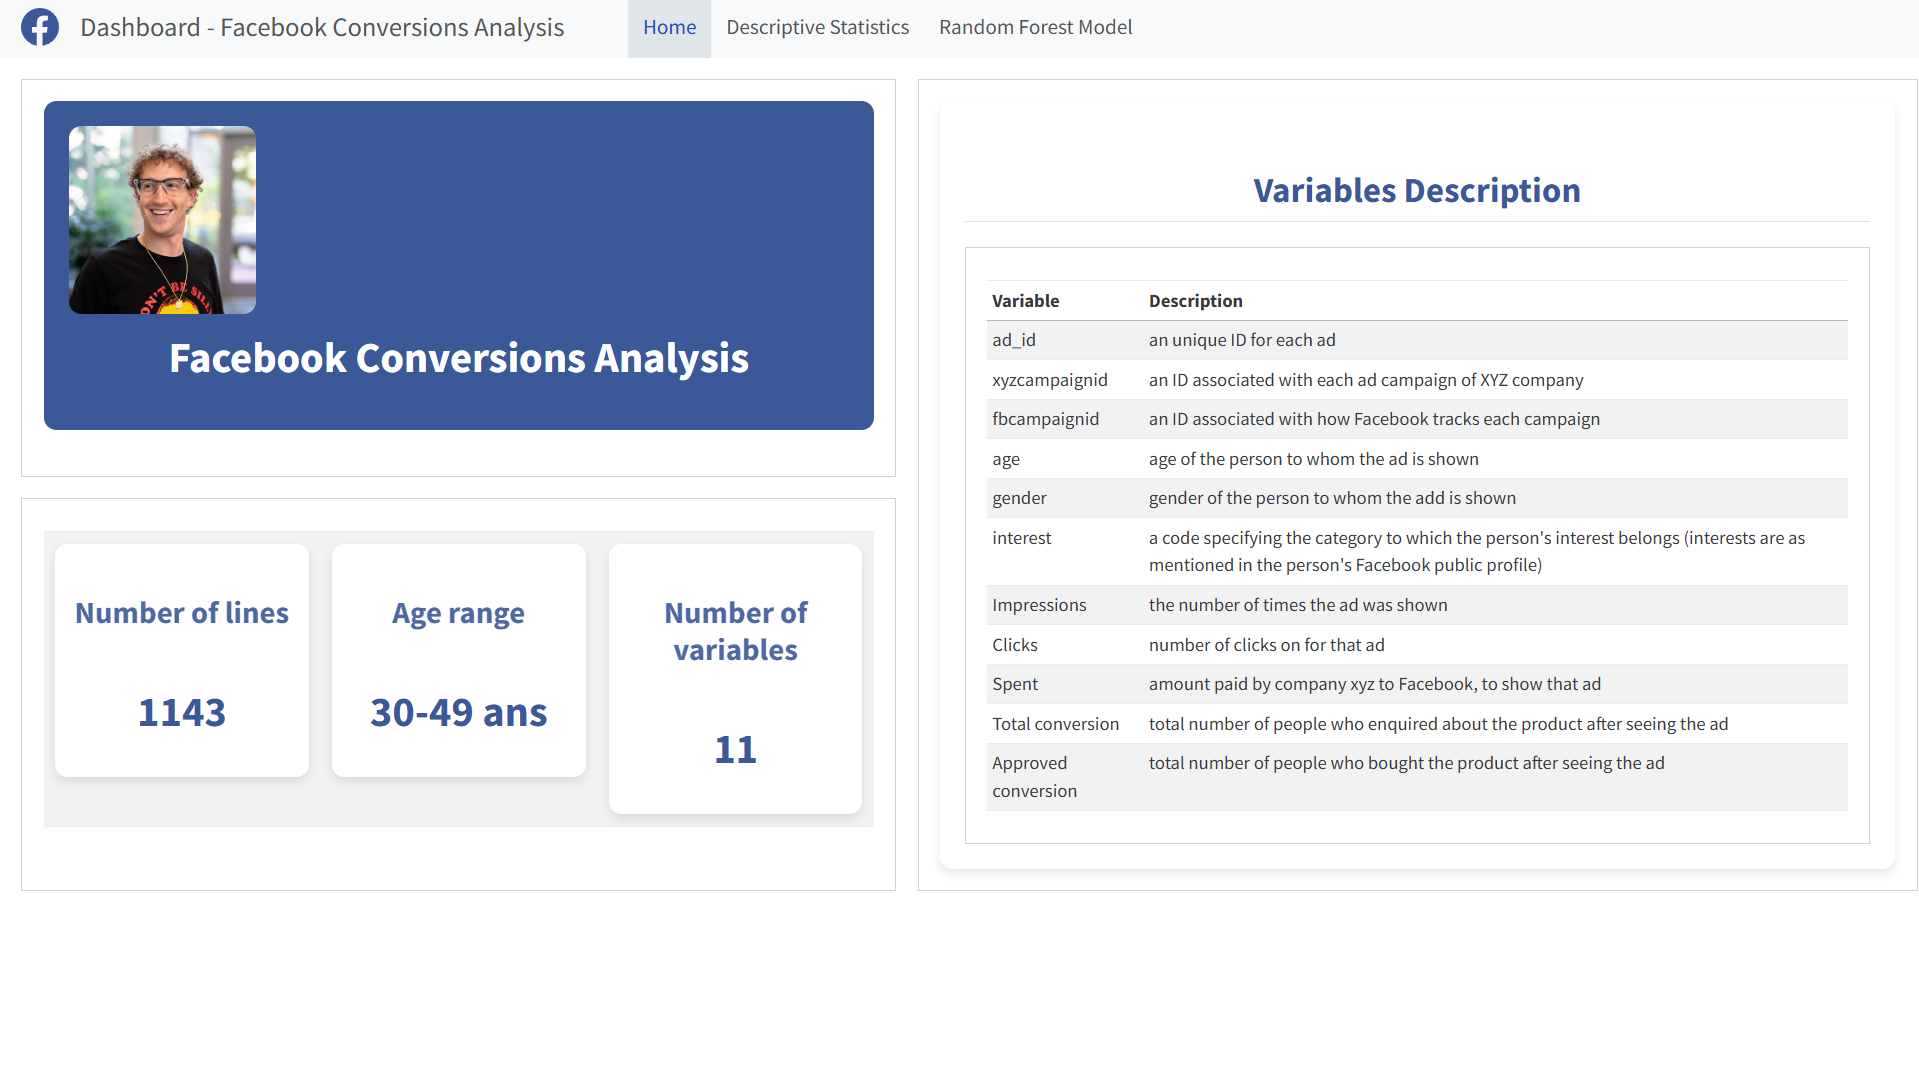 Dashboard - Facebook Conversions Analysis
Home
Descriptive Statistics
Random Forest Model
ON'T BE SILL
Facebook Conversions Analysis
Number of lines
1143
Age range
30-49 ans
Number of
variables
11
Variables Description
Variable Description
ad_id an unique ID for each ad
xyzcampaignid an ID associated with each ad campaign of XYZ company
fbcampaignid an ID associated with how Facebook tracks each campaign
age age of the person to whom the ad is shown
gender gender of the person to whom the add is shown
interest a code specifying the category to which the person's interest belongs (interests are as
mentioned in the person's Facebook public profile)
Impressions the number of times the ad was shown
Clicks number of clicks on for that ad
Spent amount paid by company xyz to Facebook, to show that ad
Total conversion total number of people who enquired about the product after seeing the ad
Approved total number of people who bought the product after seeing the ad
conversion